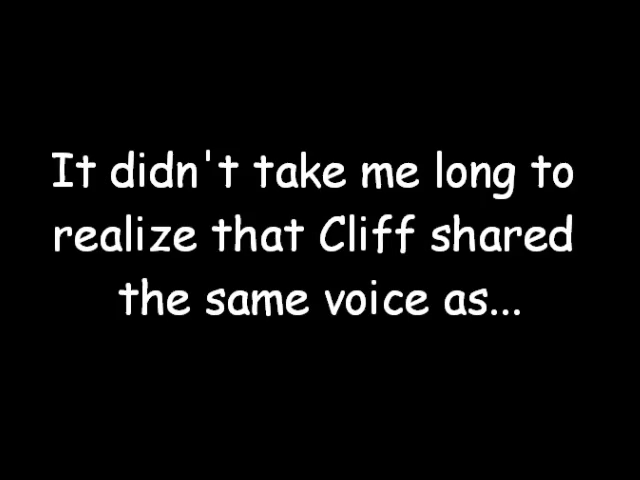 It didn't take me long to
realize that Cliff shared
the same voice as...